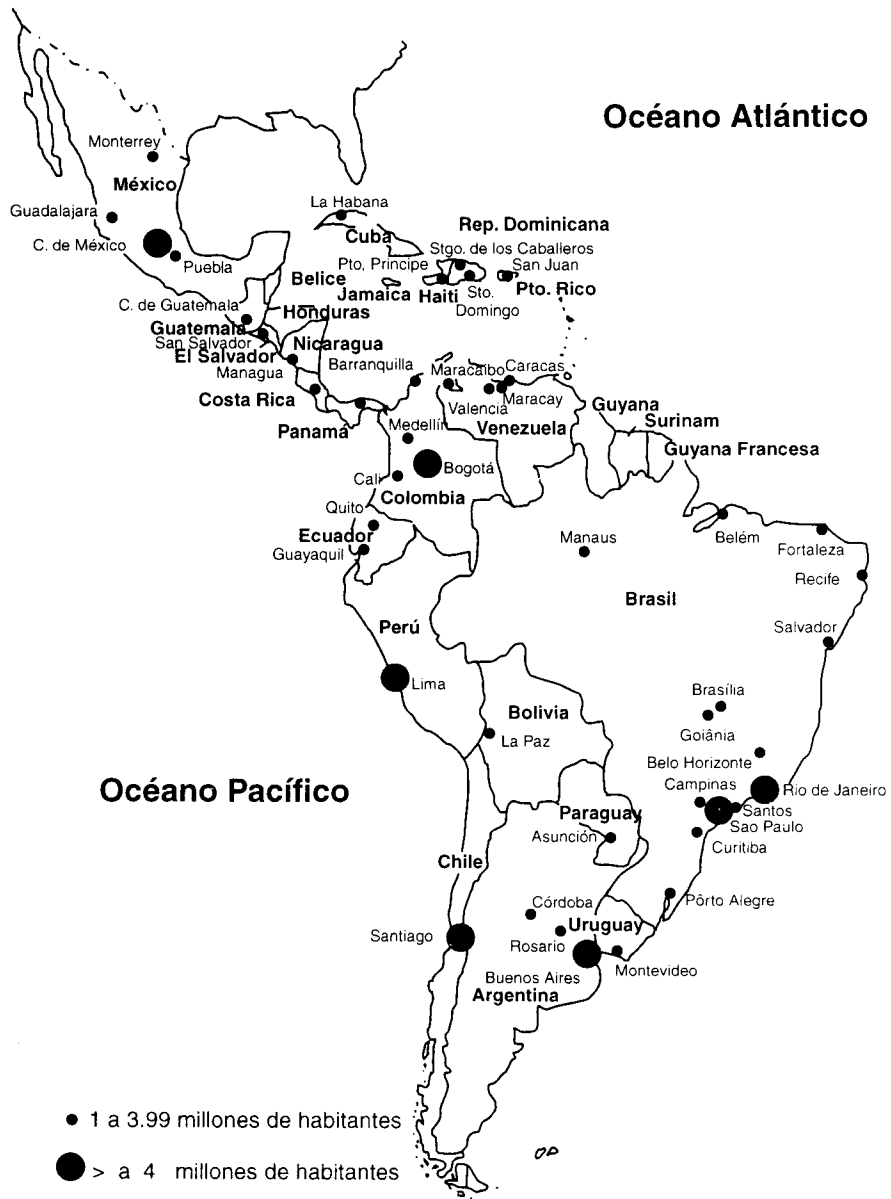 Océano Atlántico
Monterrey
México
Guadalajara
La Habana
C. de México
Cuba
Rep. Dominicana
Stgo. de los Caballeros
Puebla
Pto, Principe
San Juan
Belice
Jamaica
Haiti
Sto.
Domingo
Pto. Rico
C. de Guatemala
Honduras
Guatemala
San Salvador
Nicaragua
El Salvador
Managua
Barranquilla
Maracaibo
Caracas
Costa Rica
Valencia
Maracay
Guyana
Panamá
Medellín
Venezuela
Surinam
Guyana Francesa
Bogotá
Cali
Colombia
Quito
Ecuador
Guayaquil
Manaus
Belém
Fortaleza
Recife
Brasil
Perú
Salvador
Lima
Brasília
Bolivia
Goiânia
La Paz
Belo Horizonte
Océano Pacífico
Campinas
Rio de Janeiro
Paraguay
Santos
Sao Paulo
Asunción
Curitiba
Chile
Córdoba
Pôrto Alegre
Uruguay
Santiago
Rosario
Buenos Aires
Montevideo
Argentina
1 a 3.99 millones de habitantes
> a 4 millones de habitantes